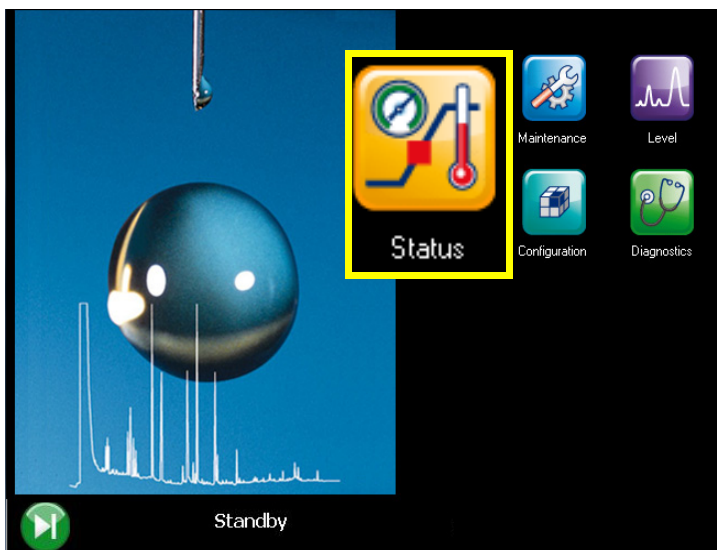 Status
Maintenance
Level
Configuration
Diagnostics
Standby